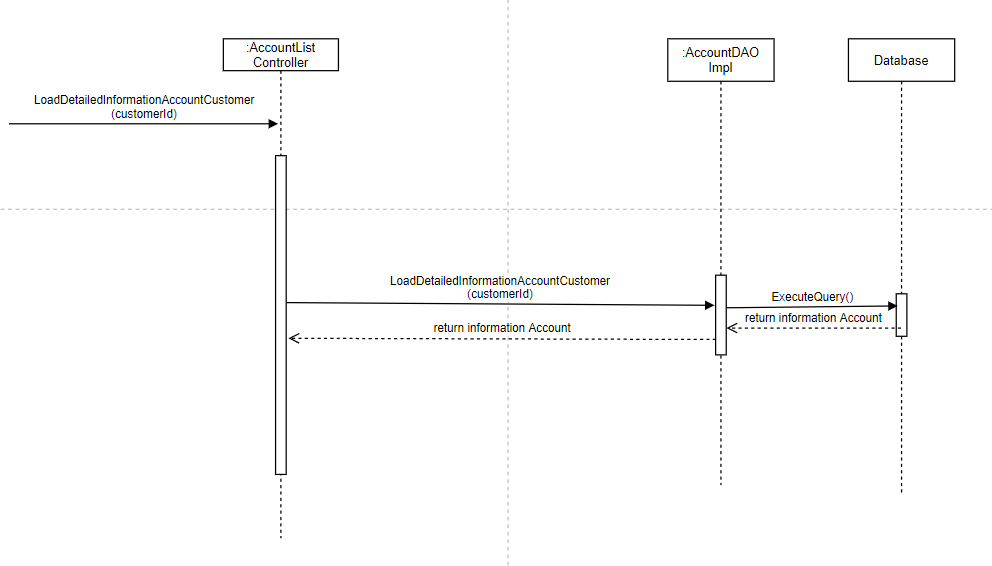 :AccountList
Controller
:AccountDAO
Impl
Database
LoadDetailedInformationAccountCustomer
(customerId)
LoadDetailedInformationAccountCustomer
(customerId)
ExecuteQuery()
return information Account
return information Account